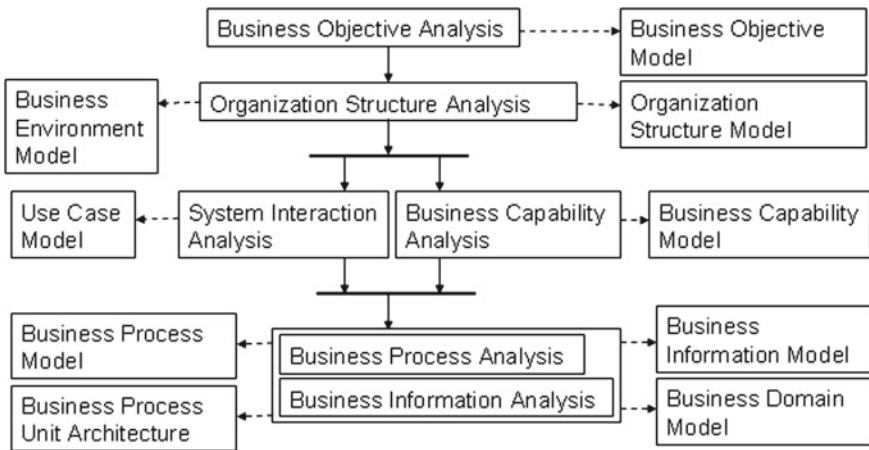 Business Objective Analysis
Business Objective
Model
Business
Environment
Model
Organization Structure Analysis
Organization
Structure Model
Use Case
Model
System Interaction
Analysis
Business Capability
Analysis
Business Capability
Model
Business Process
Model
Business Process Analysis
Business
Information Model
Business Process
Unit Architecture
Business Information Analysis
Business Domain
Model